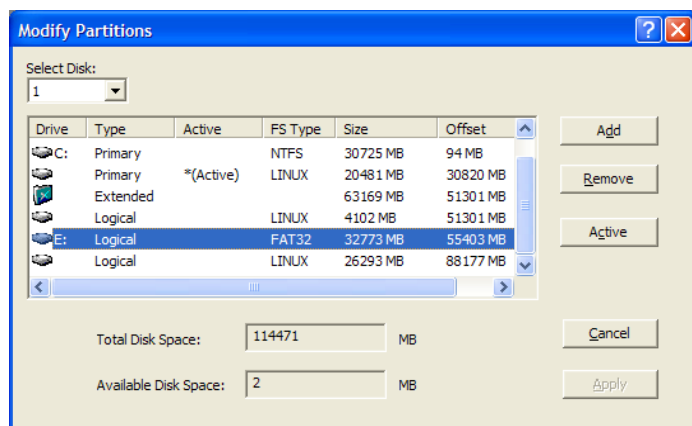 Modify Partitions
Select Disk:
1
Drive Type Active FS Type Size Offset
C: Primary NTFS 30725 MB 94 MB
Primary *(Active) LINUX 20481 MB 30820 MB
Extended 63169 MB 51301 MB
Logical LINUX 4102 MB 51301 MB
E: Logical FAT32 32773 MB 55403 MB
Logical LINUX 26293 MB 88177 MB
Add
Remove
Active
Total Disk Space: 114471 MB
Cancel
Available Disk Space: 2 MB
Apply